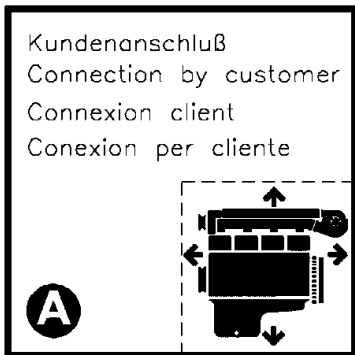 Kundenanschluß
Connection by customer
Connexion client
Conexion per cliente
A